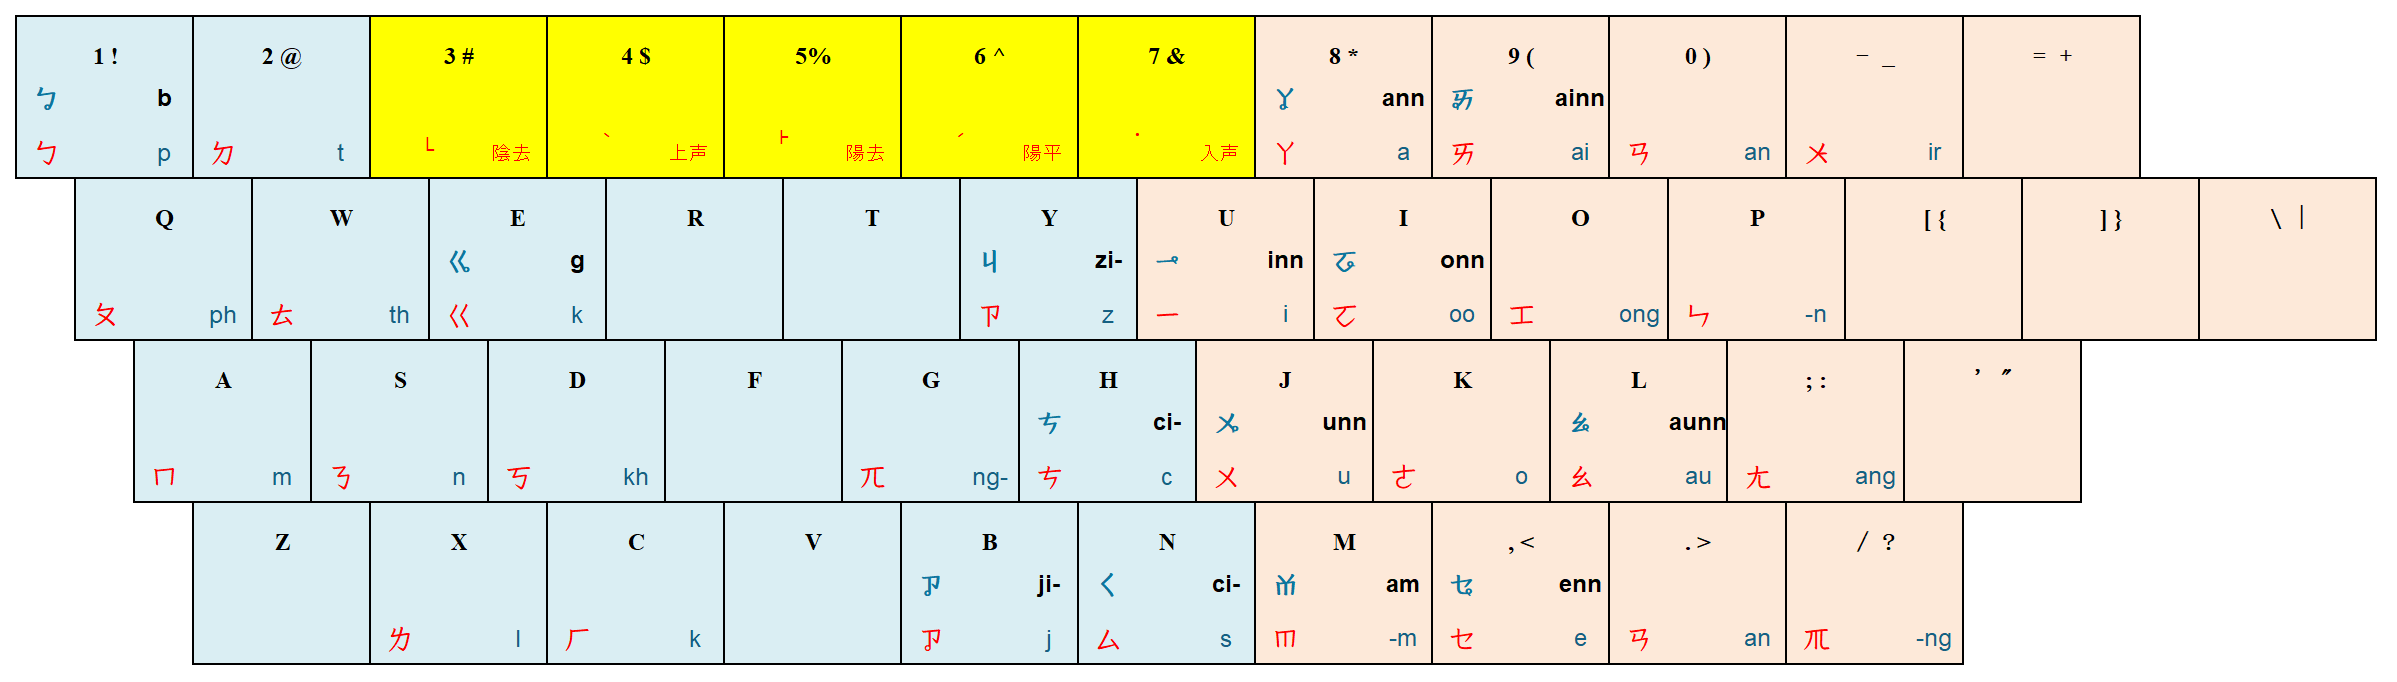 1 ! 2 @ 3 # 4 $ 5% 6 ^ 7 & 8 * 9 ( 0 ) − _ = +
ㆠ b ㆩ ann ㆮ ainn
ㄅ p ㄉ t ˪ 陰去 ˋ 上声 ˫ 陽去 ˊ 陽平 ˙ 入声 ㄚ a ㄞ ai ㄢ an ㆨ ir
Q W E R T Y U I O P [ { ] } \ |
ㆣ g ㄐ zi- ㆪ inn ㆧ onn
ㄆ ph ㄊ th ㄍ k ㄗ z ㄧ i ㆦ oo ㆲ ong ㄣ -n
A S D F G H J K L ; : ’ ”
ㄘ ci- ㆫ unn ㆯ aunn
ㄇ m ㄋ n ㄎ kh ㄫ ng- ㄘ c ㄨ u ㄜ o ㄠ au ㄤ ang
Z X C V B N M , < . > / ?
ㆢ ji- ㄑ ci- ㆰ am ㆥ enn
ㄌ l ㄏ k ㆡ j ㄙ s ㆬ -m ㆤ e ㄢ an ㆭ -ng